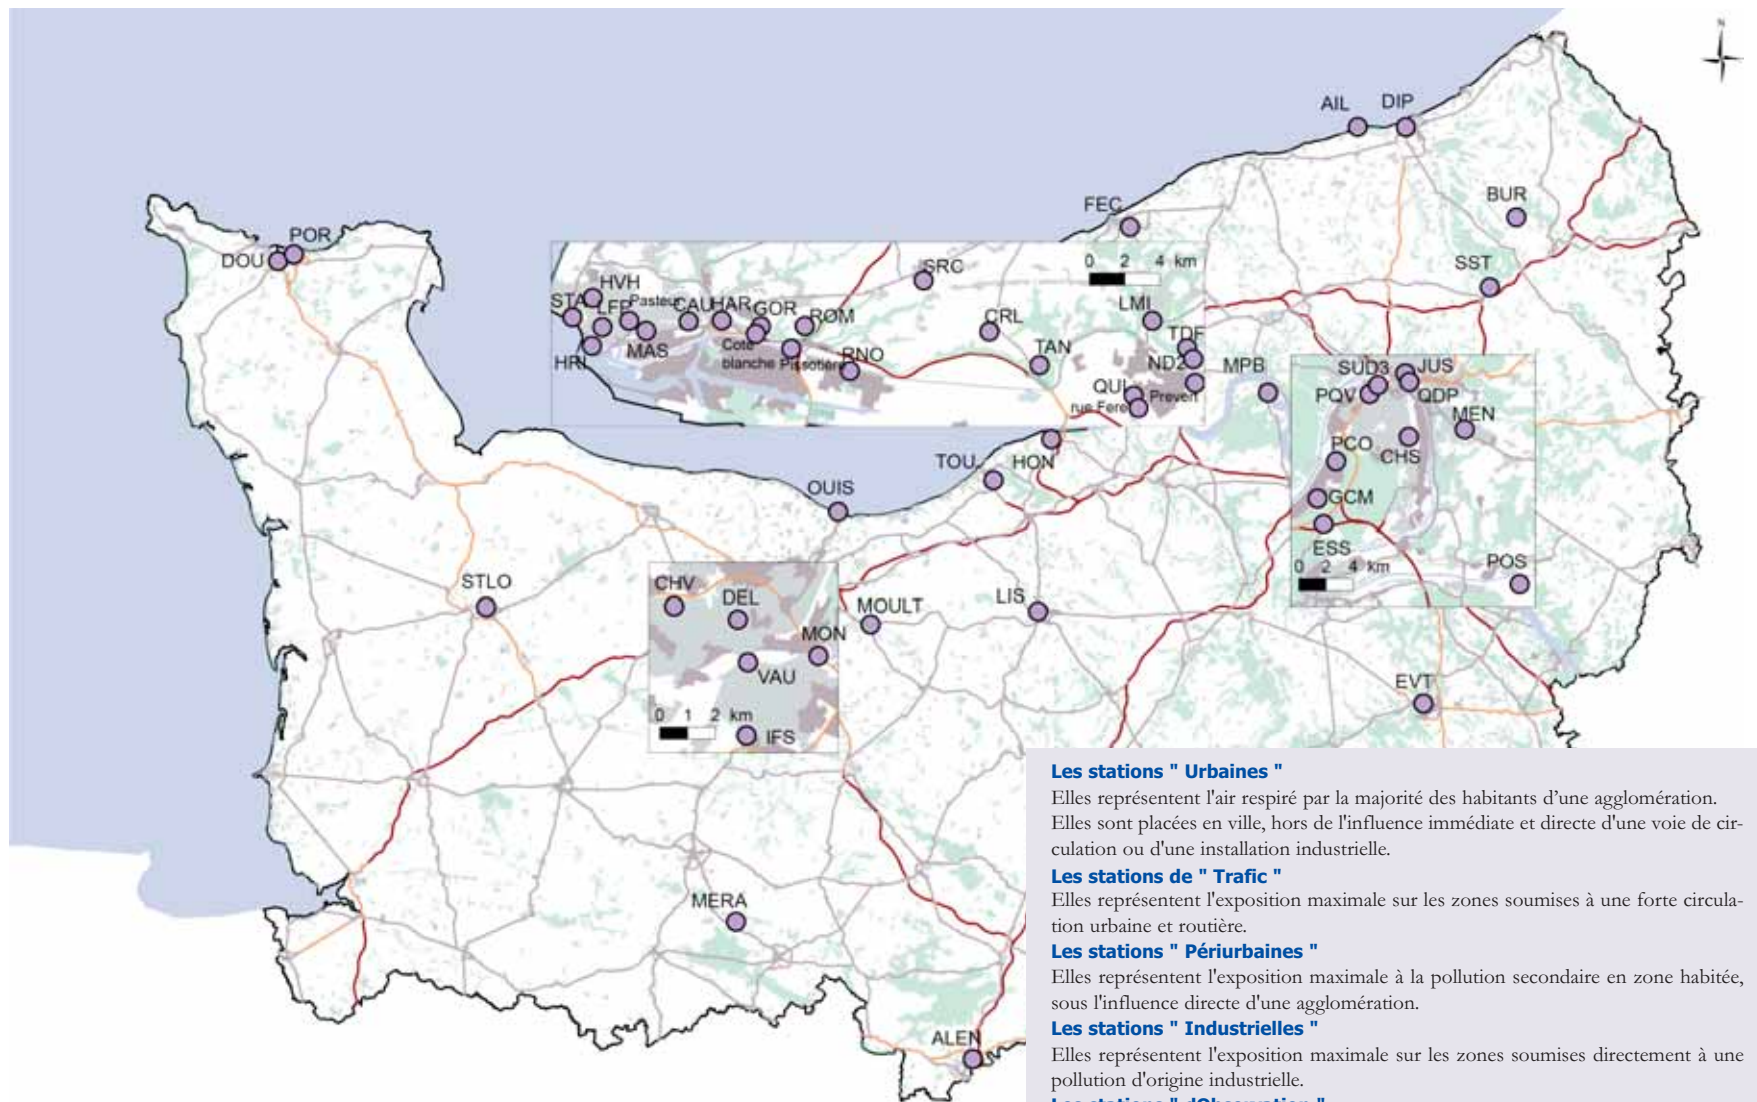 N
AIL DIP
BUR
FEC
POR
DOU
SST
SRC
0 2 4 km
HVH
STA LFP Pasteur CAU HAR GOR ROM
LMI
CRL
TDF
HRI MAS Cote
blanche Pissotière RNO
TAN
ND2
MPB
QUI Prevert
rue Ferer
SUD3 JUS
PQV QDP
MEN
PCO CHS
GCM
ESS
0 2 4 km
POS
TOU HON
OUIS
STLO
CHV
DEL
MOULT
LIS
MON
VAU
0 1 2 km
IFS
EVT
MERA
ALEN
Les stations " Urbaines "
Elles représentent l'air respiré par la majorité des habitants d’une agglomération.
Elles sont placées en ville, hors de l'influence immédiate et directe d'une voie de cir-
culation ou d'une installation industrielle.
Les stations de " Trafic "
Elles représentent l'exposition maximale sur les zones soumises à une forte circula-
tion urbaine et routière.
Les stations " Périurbaines "
Elles représentent l'exposition maximale à la pollution secondaire en zone habitée,
sous l'influence directe d'une agglomération.
Les stations " Industrielles "
Elles représentent l'exposition maximale sur les zones soumises directement à une
pollution d'origine industrielle.
Les stations " dObservation "